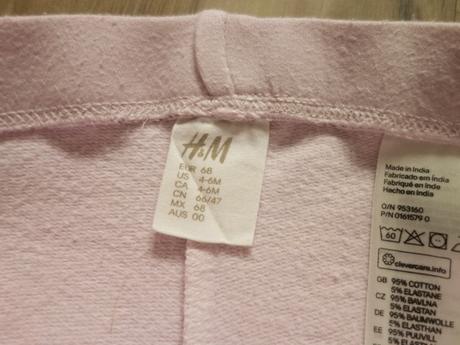 H&M
EUR 68
US 4-6M
CA 4-6M
CN 66/47
MX 68
AUS 00
Made in India
Fabricado en India
Fabriqué en Inde
Hecho en India
O/N 953160
P/N 0161579 0
60
clevercare.info
GB 95% COTTON
5% ELASTANE
CZ 95% BAVLNA
5% ELASTAN
DE 95% BAUMWOLLE
5% ELASTHAN
EE 95% PUUVILL